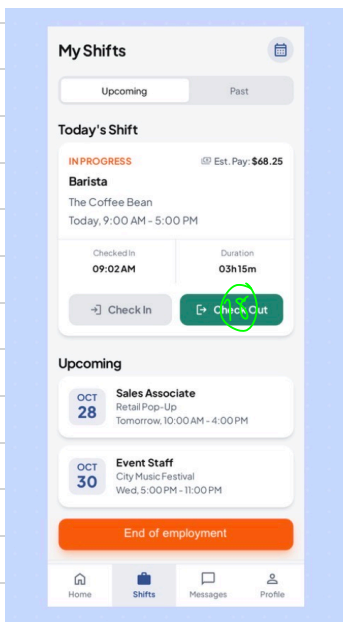 My Shifts
Upcoming Past
Today's Shift
IN PROGRESS Est. Pay: $68.25
Barista
The Coffee Bean
Today, 9:00 AM - 5:00 PM
Checked In Duration
09:02 AM 03h 15m
Check In Check Out
18
Upcoming
OCT 28 Sales Associate
Retail Pop-Up
Tomorrow, 10:00 AM - 4:00 PM
OCT 30 Event Staff
City Music Festival
Wed, 5:00 PM - 11:00 PM
End of employment
Home Shifts Messages Profile